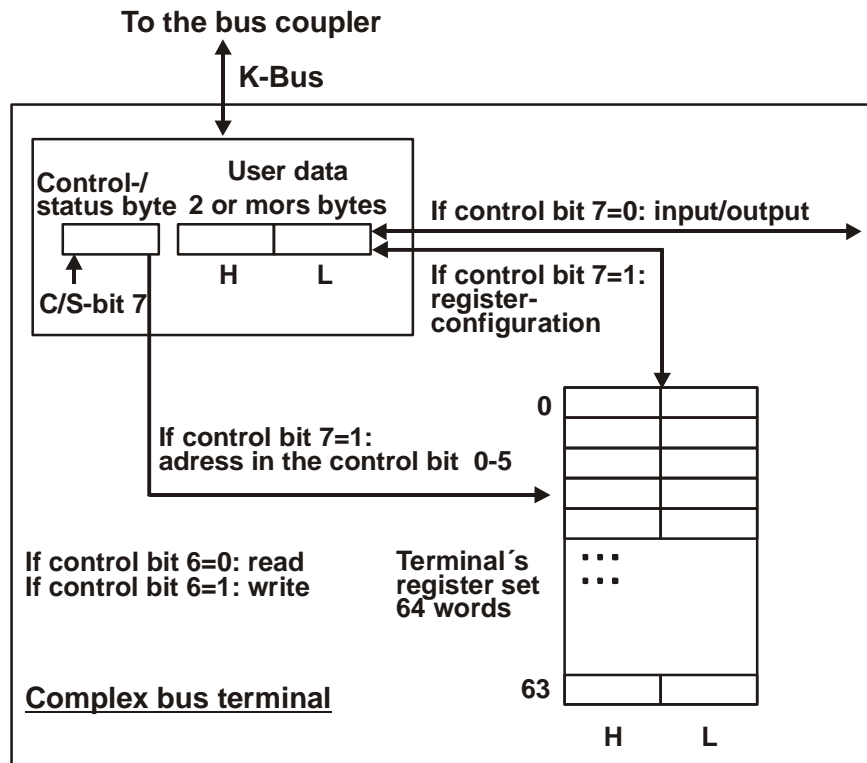 To the bus coupler
K-Bus
Control-/
status byte
User data
2 or mors bytes
H
L
C/S-bit 7
If control bit 7=0: input/output
If control bit 7=1:
register-
configuration
0
If control bit 7=1:
adress in the control bit 0-5
If control bit 6=0: read
If control bit 6=1: write
Terminal´s
register set
64 words
63
Complex bus terminal
H
L